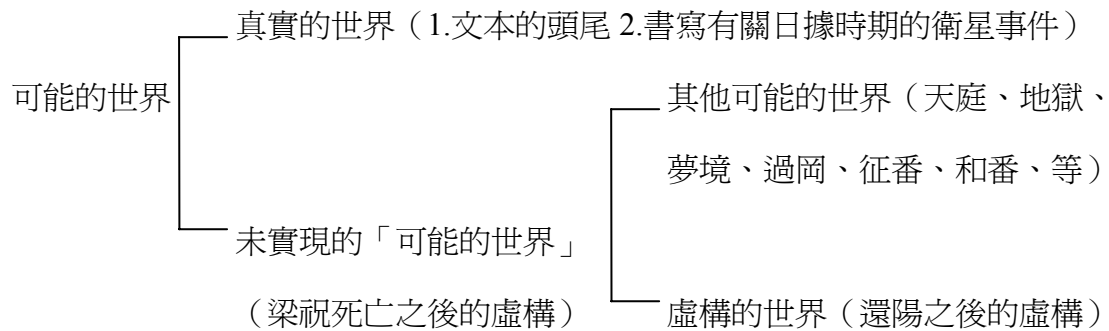 真實的世界（1.文本的頭尾 2.書寫有關日據時期的衛星事件）
可能的世界
其他可能的世界（天庭、地獄、
夢境、過岡、征番、和番、等）
未實現的「可能的世界」
（梁祝死亡之後的虛構）
虛構的世界（還陽之後的虛構）